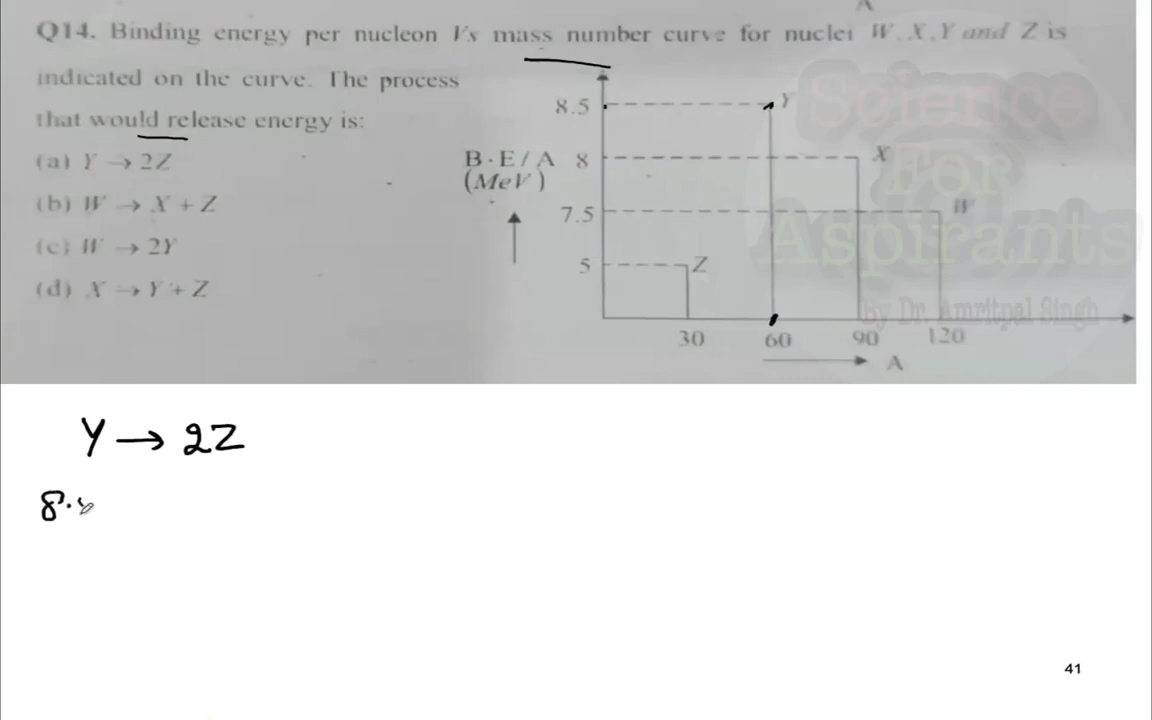 A
Q14. Binding energy per nucleon Vs mass number curve for nuclei W, X, Y and Z is
indicated on the curve. The process
that would release energy is:
(a) Y → 2Z
(b) W → X + Z
(c) W → 2Y
(d) X → Y + Z
8.5 Y
B·E/A 8 X
(MeV)
7.5 W
5 Z
30 60 90 120
A
Science
For
Aspirants
by Dr. Amritpal Singh
Y → 2Z
8.
41